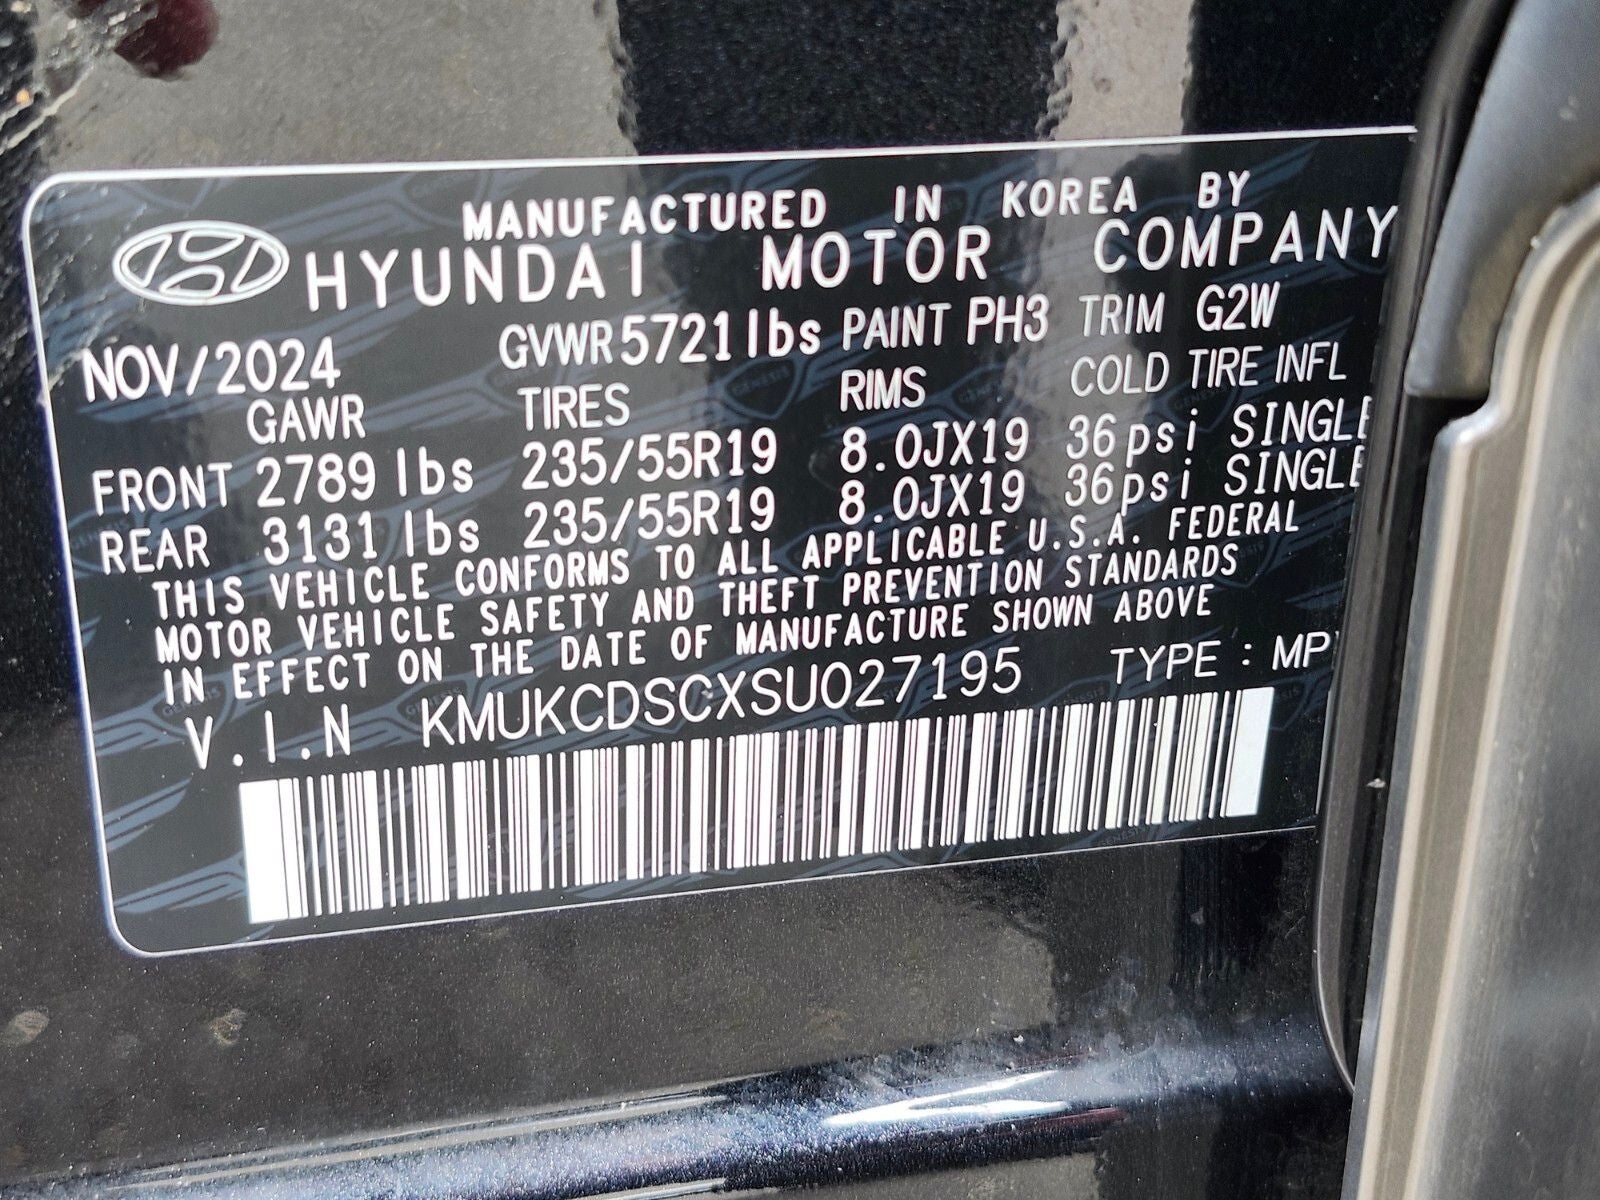 MANUFACTURED IN KOREA BY
HYUNDAI MOTOR COMPANY
NOV/2024 GVWR 5721 lbs PAINT PH3 TRIM G2W
GAWR TIRES RIMS COLD TIRE INFL
FRONT 2789 lbs 235/55R19 8.0JX19 36psi SINGLE
REAR 3131 lbs 235/55R19 8.0JX19 36psi SINGLE
THIS VEHICLE CONFORMS TO ALL APPLICABLE U.S.A. FEDERAL
MOTOR VEHICLE SAFETY AND THEFT PREVENTION STANDARDS
IN EFFECT ON THE DATE OF MANUFACTURE SHOWN ABOVE
V.I.N KMUKCDSCXSU027195 TYPE : MP